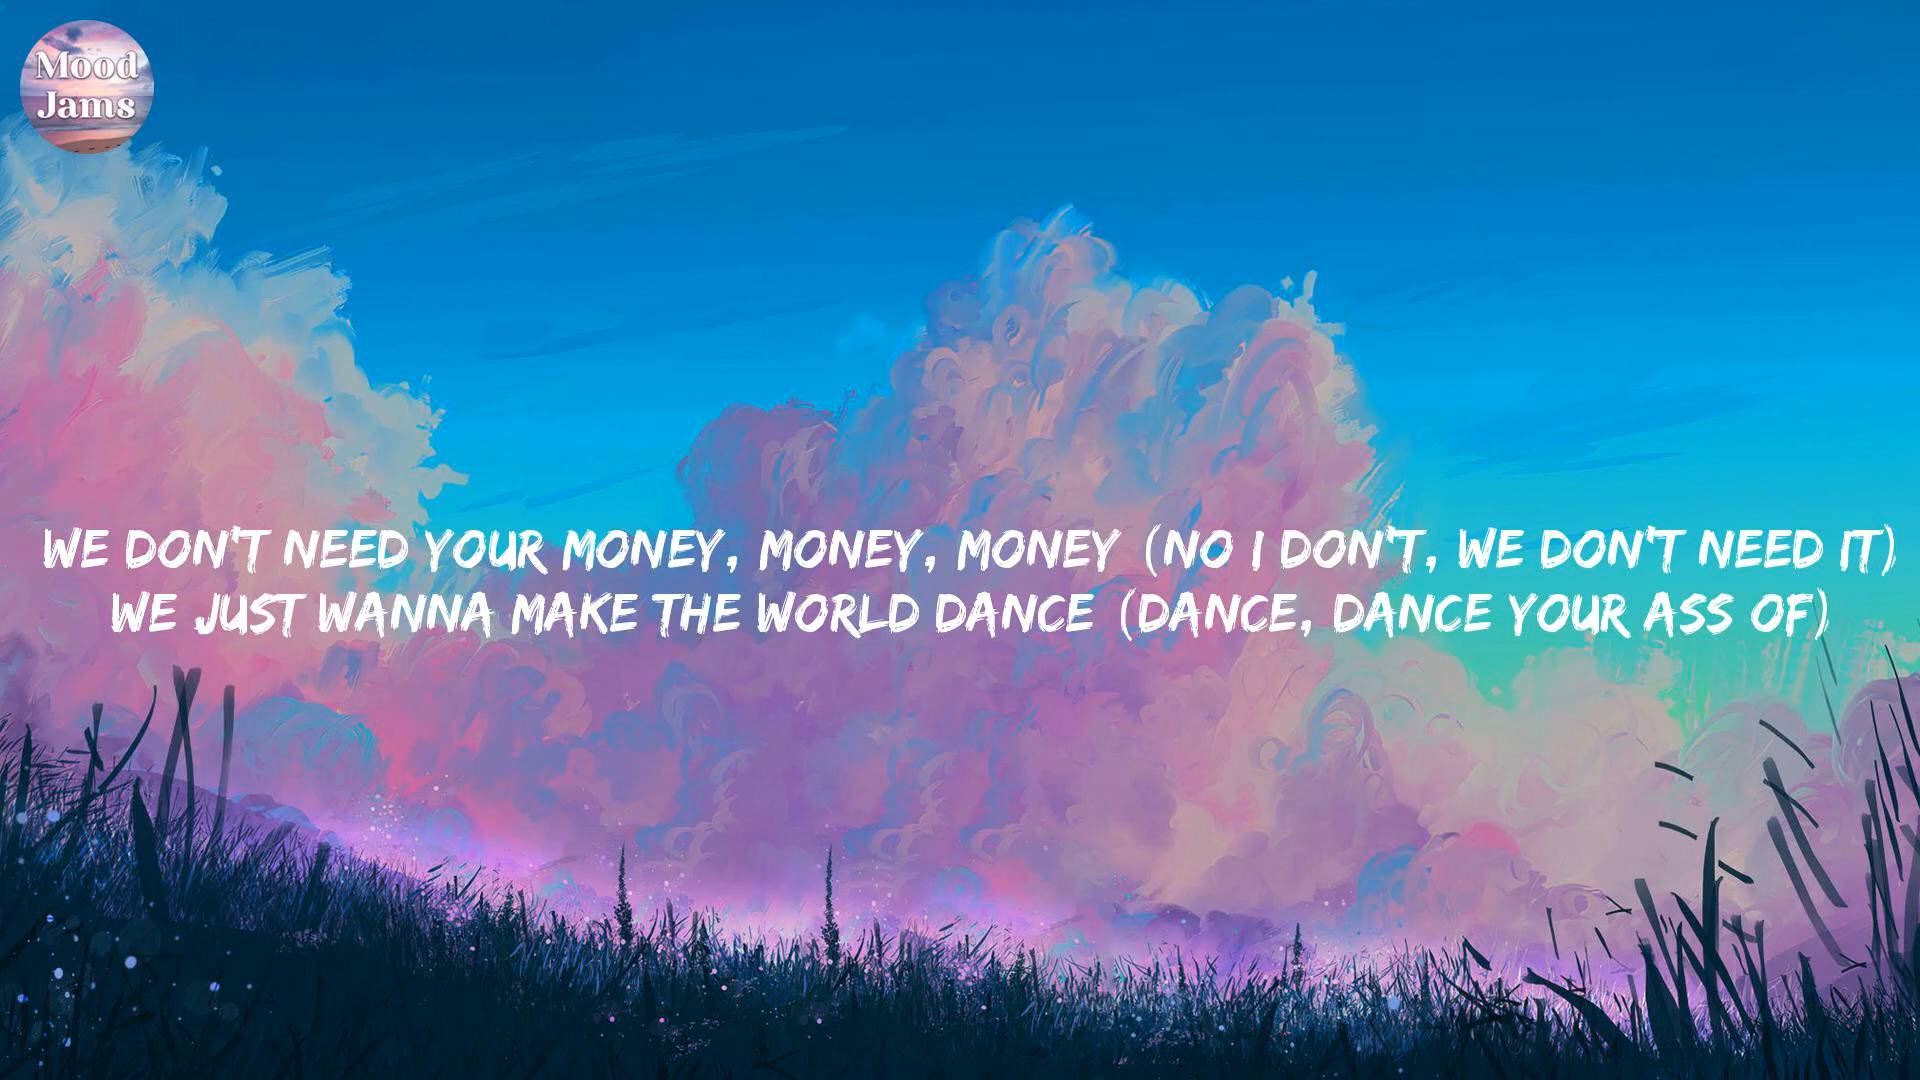 Mood
Jams
WE DON'T NEED YOUR MONEY, MONEY, MONEY (NO I DON'T, WE DON'T NEED IT)
WE JUST WANNA MAKE THE WORLD DANCE (DANCE, DANCE YOUR ASS OF)